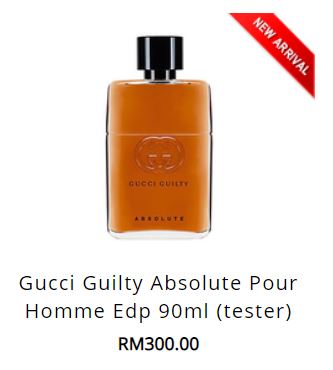 NEW ARRIVAL
GUCCI GUILTY
ABSOLUTE
Gucci Guilty Absolute Pour
Homme Edp 90ml (tester)
RM300.00